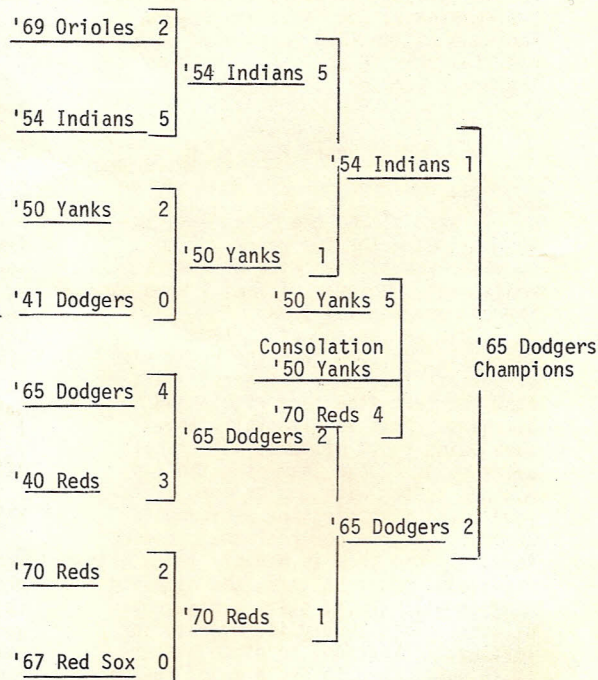 '69 Orioles 2
'54 Indians 5
'54 Indians 5
'54 Indians 1
'50 Yanks 2
'50 Yanks 1
'41 Dodgers 0
'50 Yanks 5
Consolation
'50 Yanks
'65 Dodgers
Champions
'65 Dodgers 4
'70 Reds 4
'65 Dodgers 2
'40 Reds 3
'65 Dodgers 2
'70 Reds 2
'70 Reds 1
'67 Red Sox 0